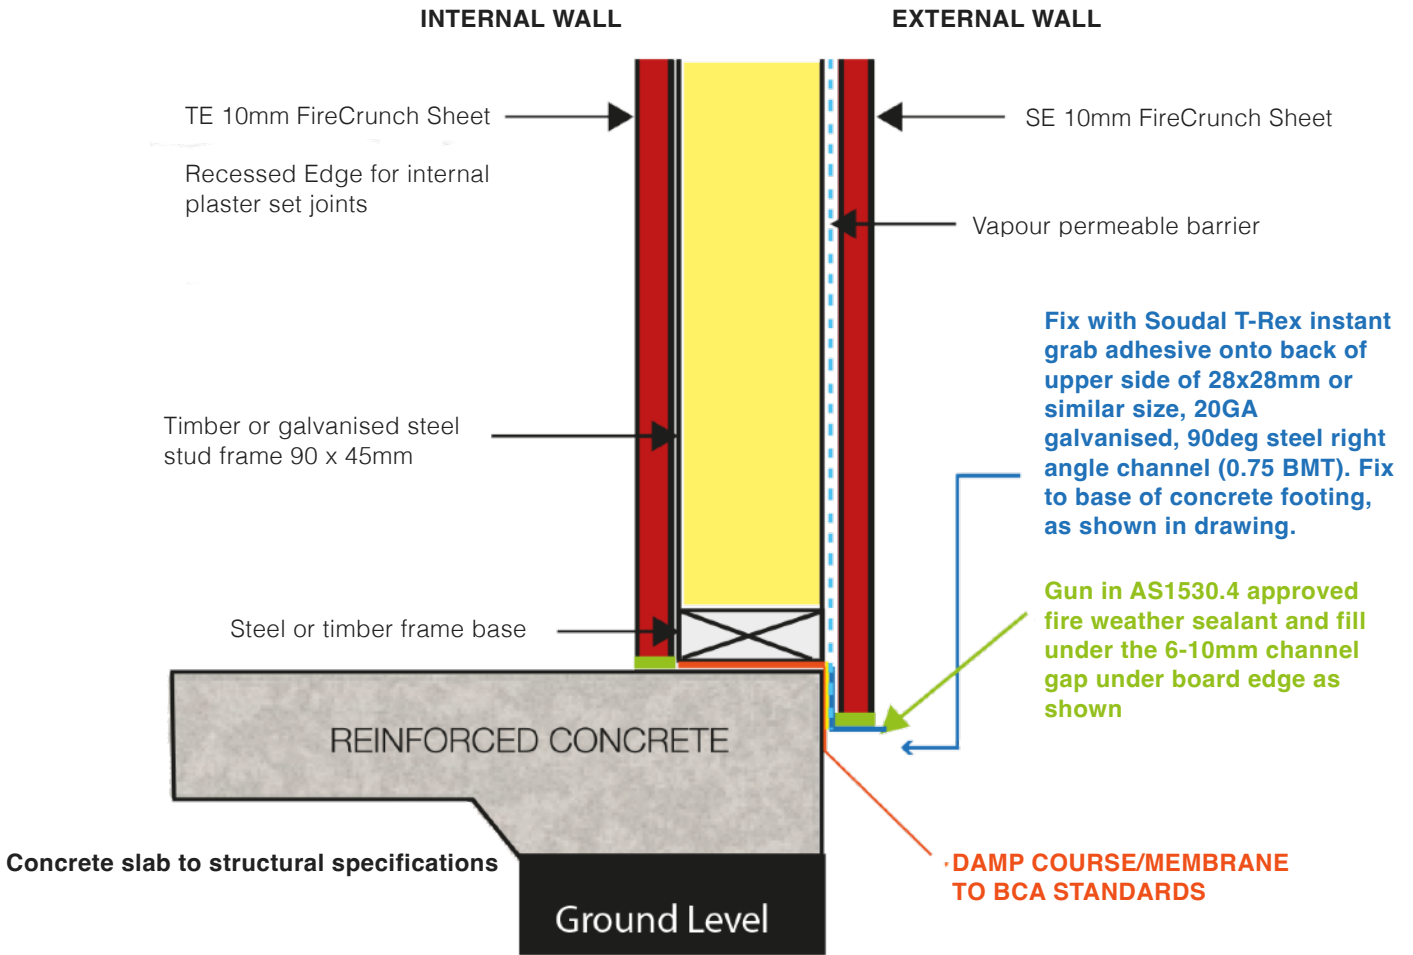 INTERNAL WALL
EXTERNAL WALL
TE 10mm FireCrunch Sheet
SE 10mm FireCrunch Sheet
Recessed Edge for internal
plaster set joints
Vapour permeable barrier
Fix with Soudal T-Rex instant
grab adhesive onto back of
upper side of 28x28mm or
similar size, 20GA
galvanised, 90deg steel right
angle channel (0.75 BMT). Fix
to base of concrete footing,
as shown in drawing.
Timber or galvanised steel
stud frame 90 x 45mm
Gun in AS1530.4 approved
fire weather sealant and fill
under the 6-10mm channel
gap under board edge as
shown
Steel or timber frame base
REINFORCED CONCRETE
Concrete slab to structural specifications
DAMP COURSE/MEMBRANE
TO BCA STANDARDS
Ground Level